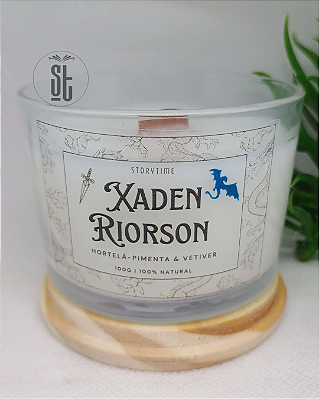 St
STORYTIME
XADEN
RIORSON
HORTELÃ-PIMENTA & VETIVER
100G | 100% NATURAL